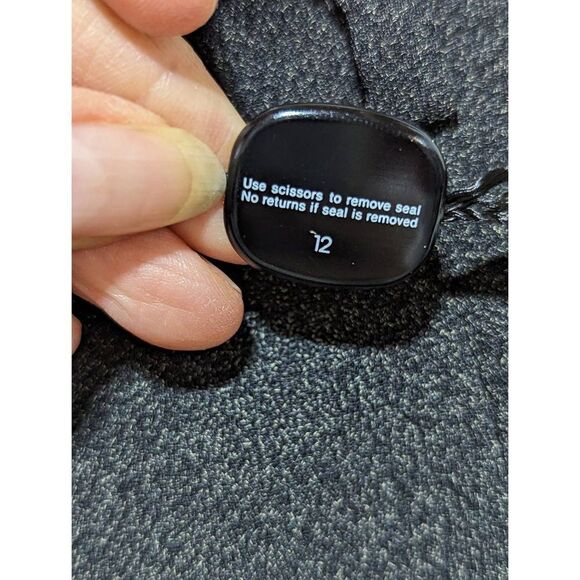 Use scissors to remove seal
No returns if seal is removed
12